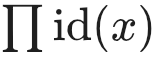 ∏ id(x)